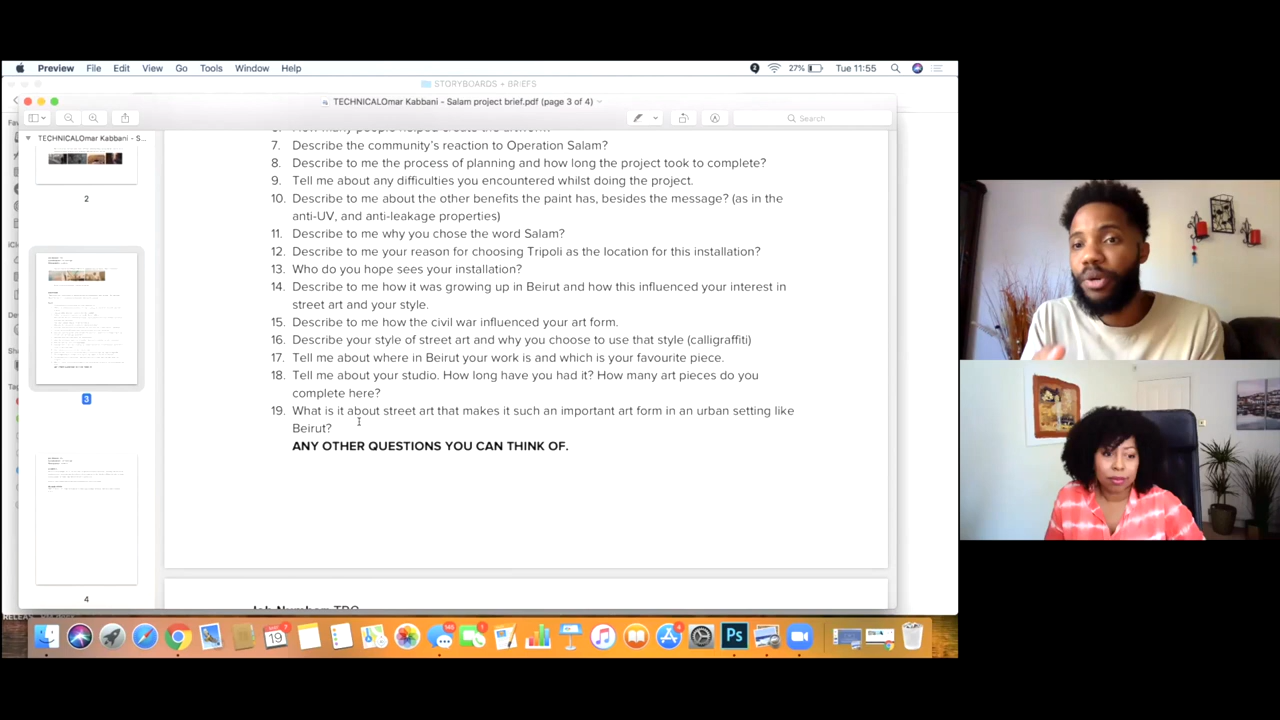 Preview File Edit View Go Tools Window Help 27% Tue 11:55
STORYBOARDS + BRIEFS
TECHNICALOmar Kabbani - Salam project brief.pdf (page 3 of 4)
Search
TECHNICALOmar Kabbani - S...
2
3
4
7. Describe the community's reaction to Operation Salam?
8. Describe to me the process of planning and how long the project took to complete?
9. Tell me about any difficulties you encountered whilst doing the project.
10. Describe to me about the other benefits the paint has, besides the message? (as in the
anti-UV, and anti-leakage properties)
11. Describe to me why you chose the word Salam?
12. Describe to me your reason for choosing Tripoli as the location for this installation?
13. Who do you hope sees your installation?
14. Describe to me how it was growing up in Beirut and how this influenced your interest in
street art and your style.
15. Describe to me how the civil war influenced your art form.
16. Describe your style of street art and why you choose to use that style (calligraffiti)
17. Tell me about where in Beirut your work is and which is your favourite piece.
18. Tell me about your studio. How long have you had it? How many art pieces do you
complete here?
19. What is it about street art that makes it such an important art form in an urban setting like
Beirut?
ANY OTHER QUESTIONS YOU CAN THINK OF.
19
Ps